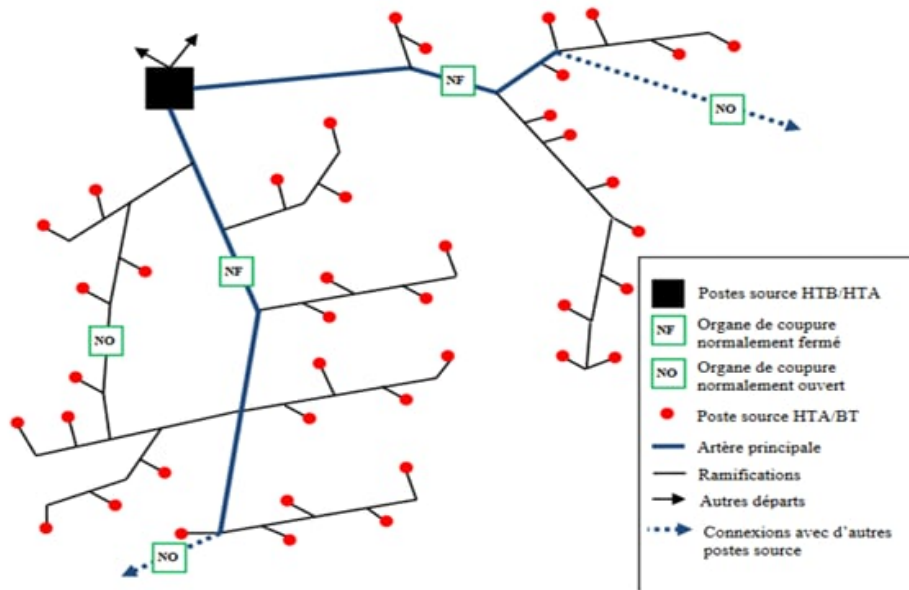 NF
NO
NF
NO
NO
Postes source HTB/HTA
NF
Organe de coupure
normalement fermé
NO
Organe de coupure
normalement ouvert
Poste source HTA/BT
Artère principale
Ramifications
Autres départs
Connexions avec d'autres
postes source